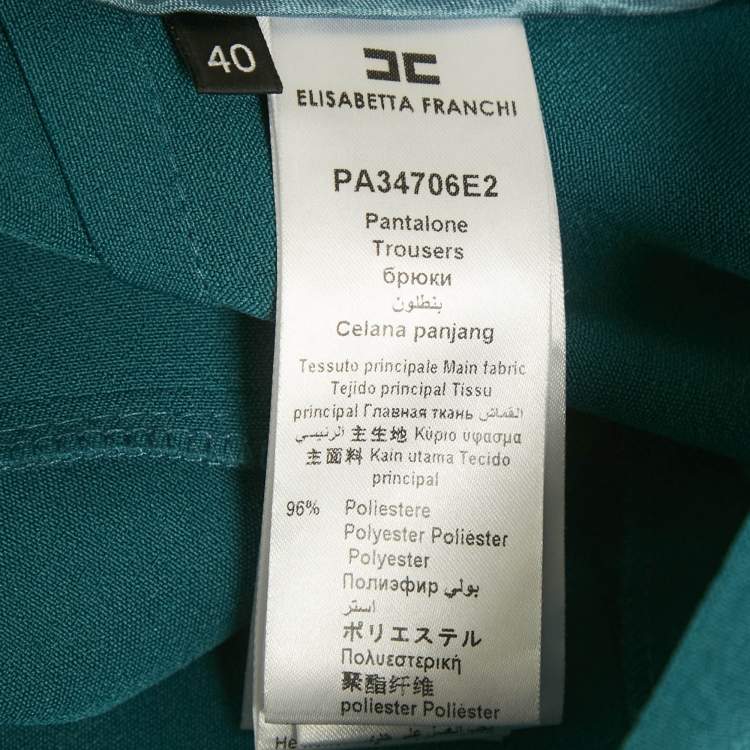 40
ELISABETTA FRANCHI
PA34706E2
Pantalone
Trousers
брюки
بنطلون
Celana panjang
Tessuto principale Main fabric
Tejido principal Tissu
principal Главная ткань القماش
الرئيسي 主生地 Κύριο υφασμα
主面料 Kain utama Tecido
principal
96% Poliestere
Polyester Poliéster
Polyester
Полиэфир بولي
استر
ポリエステル
Πολυεστερική
聚酯纤维
poliester Poliéster
He